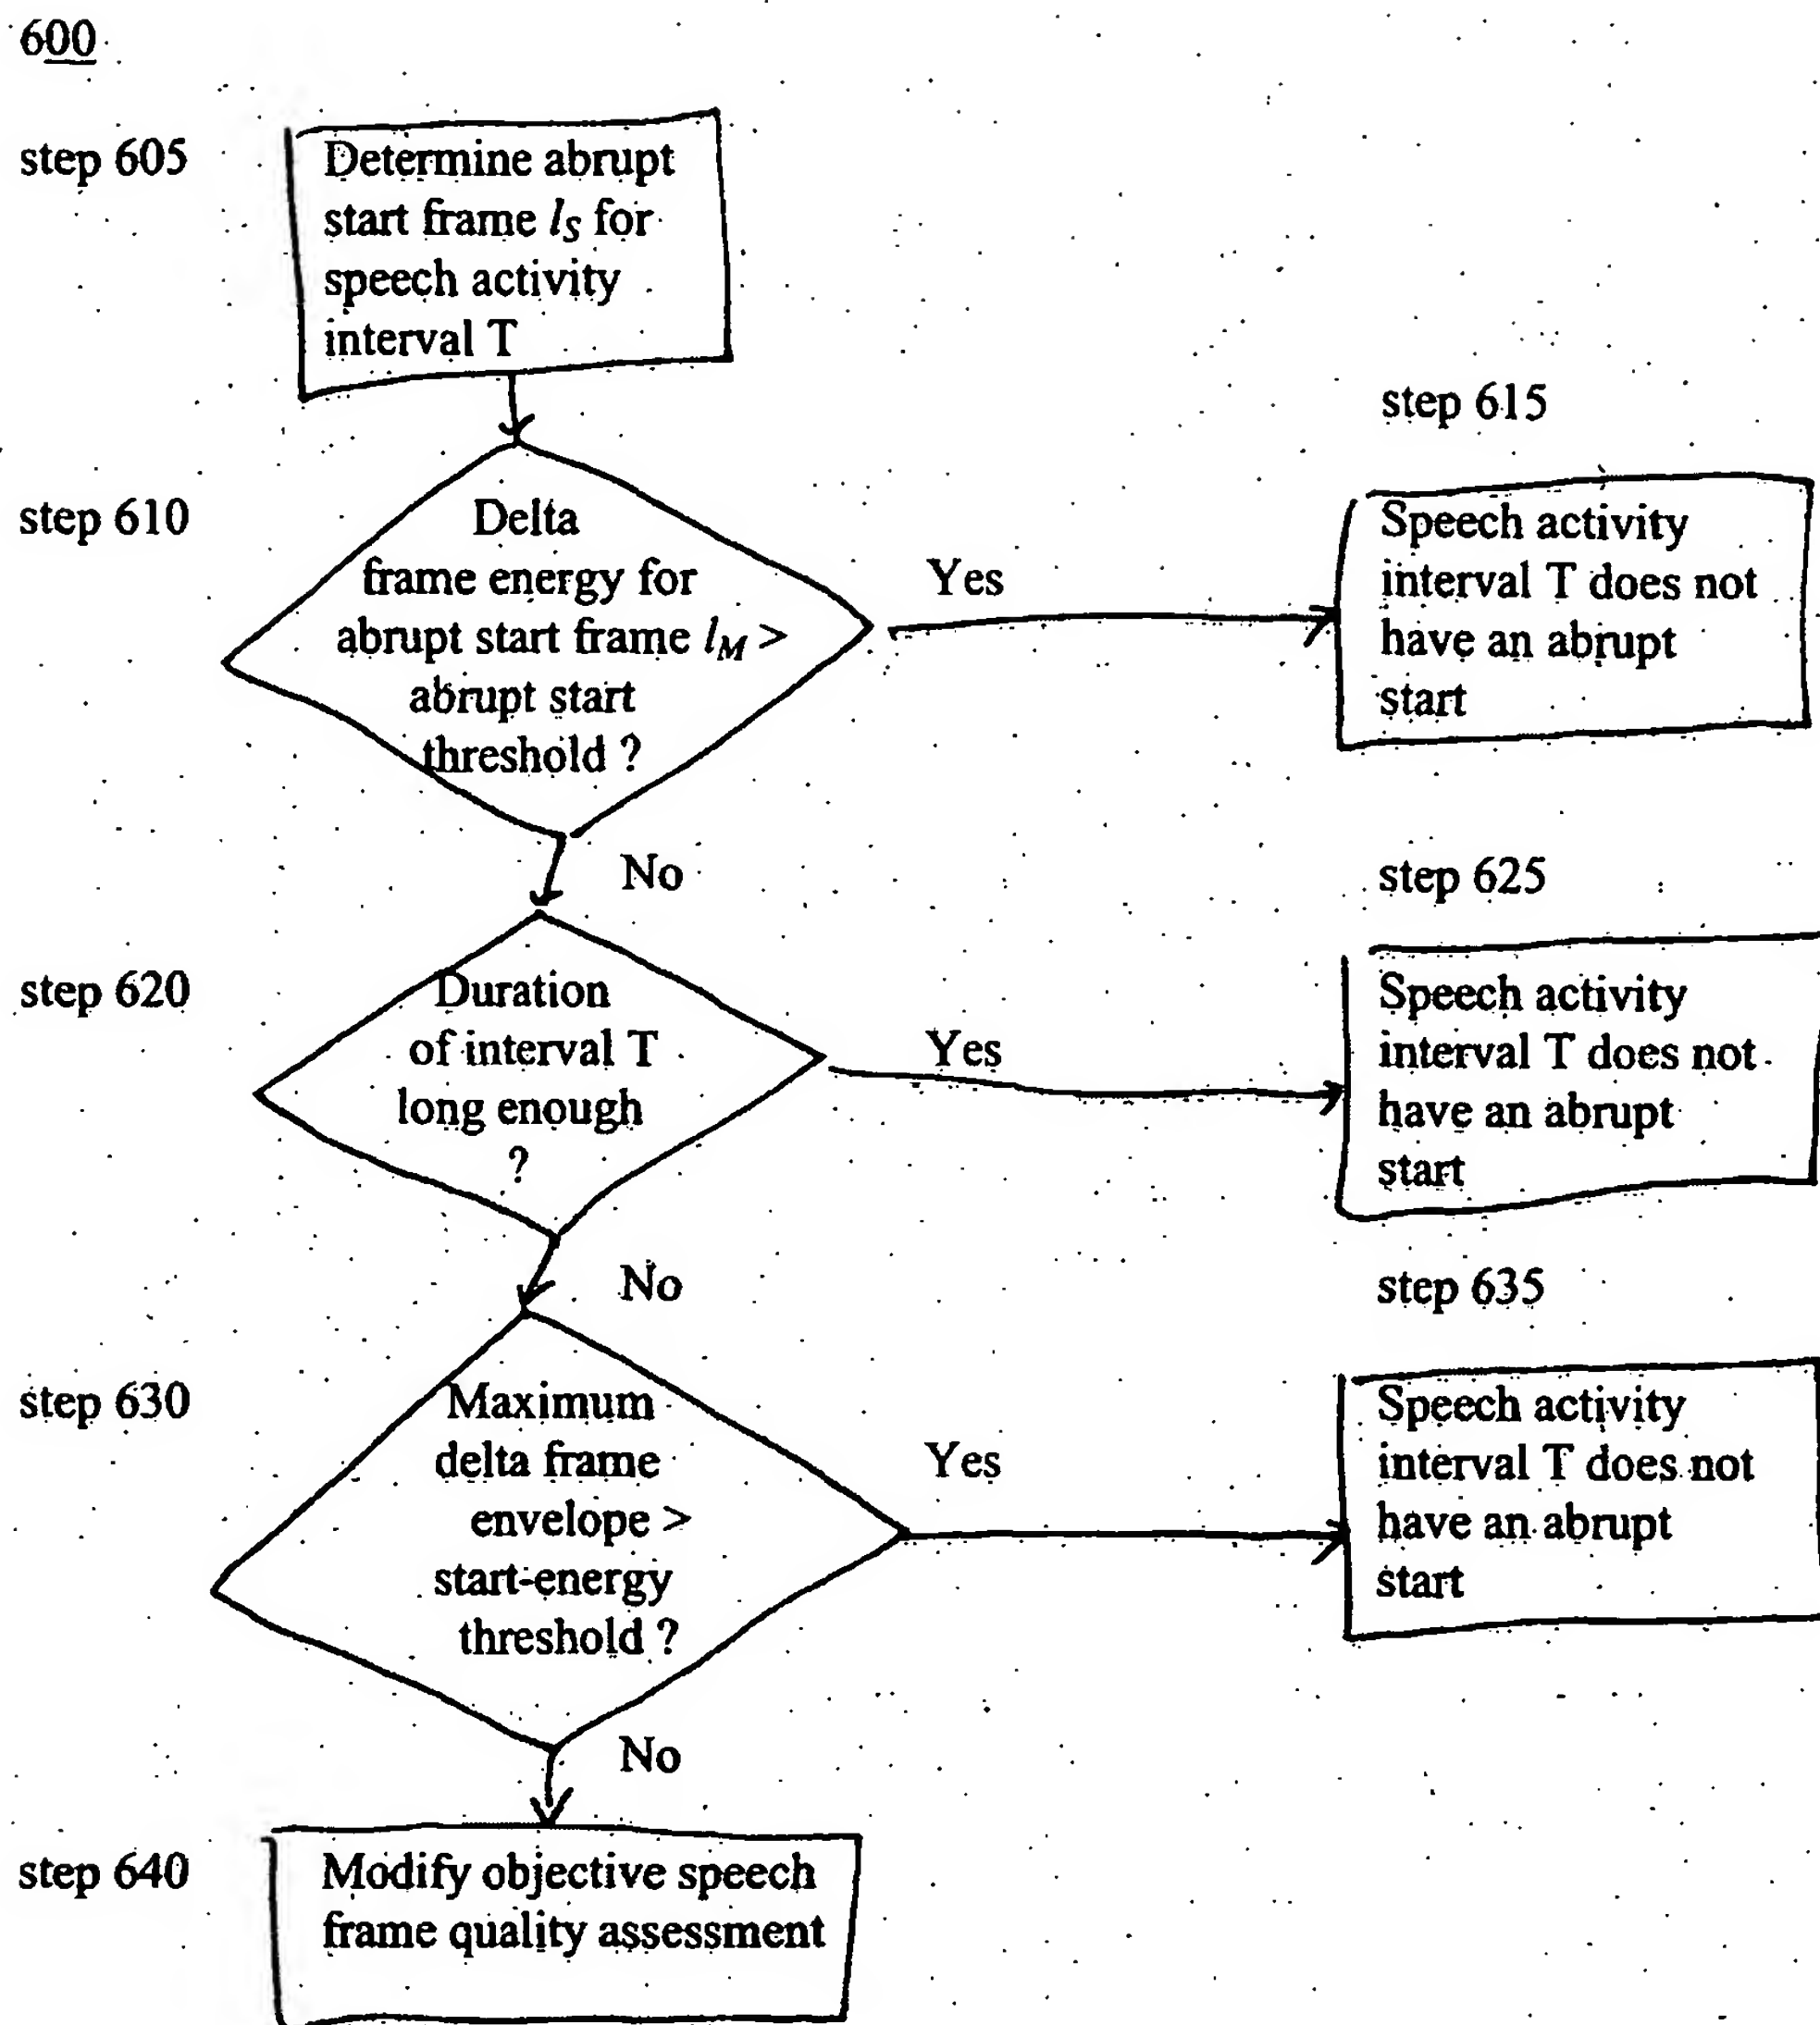 600
step 605
Determine abrupt
start frame l_S for
speech activity
interval T
step 610
Delta
frame energy for
abrupt start frame l_M >
abrupt start
threshold ?
Yes
step 615
Speech activity
interval T does not
have an abrupt
start
No
step 620
Duration
of interval T
long enough
?
Yes
step 625
Speech activity
interval T does not
have an abrupt
start
No
step 630
Maximum
delta frame
envelope >
start-energy
threshold ?
Yes
step 635
Speech activity
interval T does not
have an abrupt
start
No
step 640
Modify objective speech
frame quality assessment